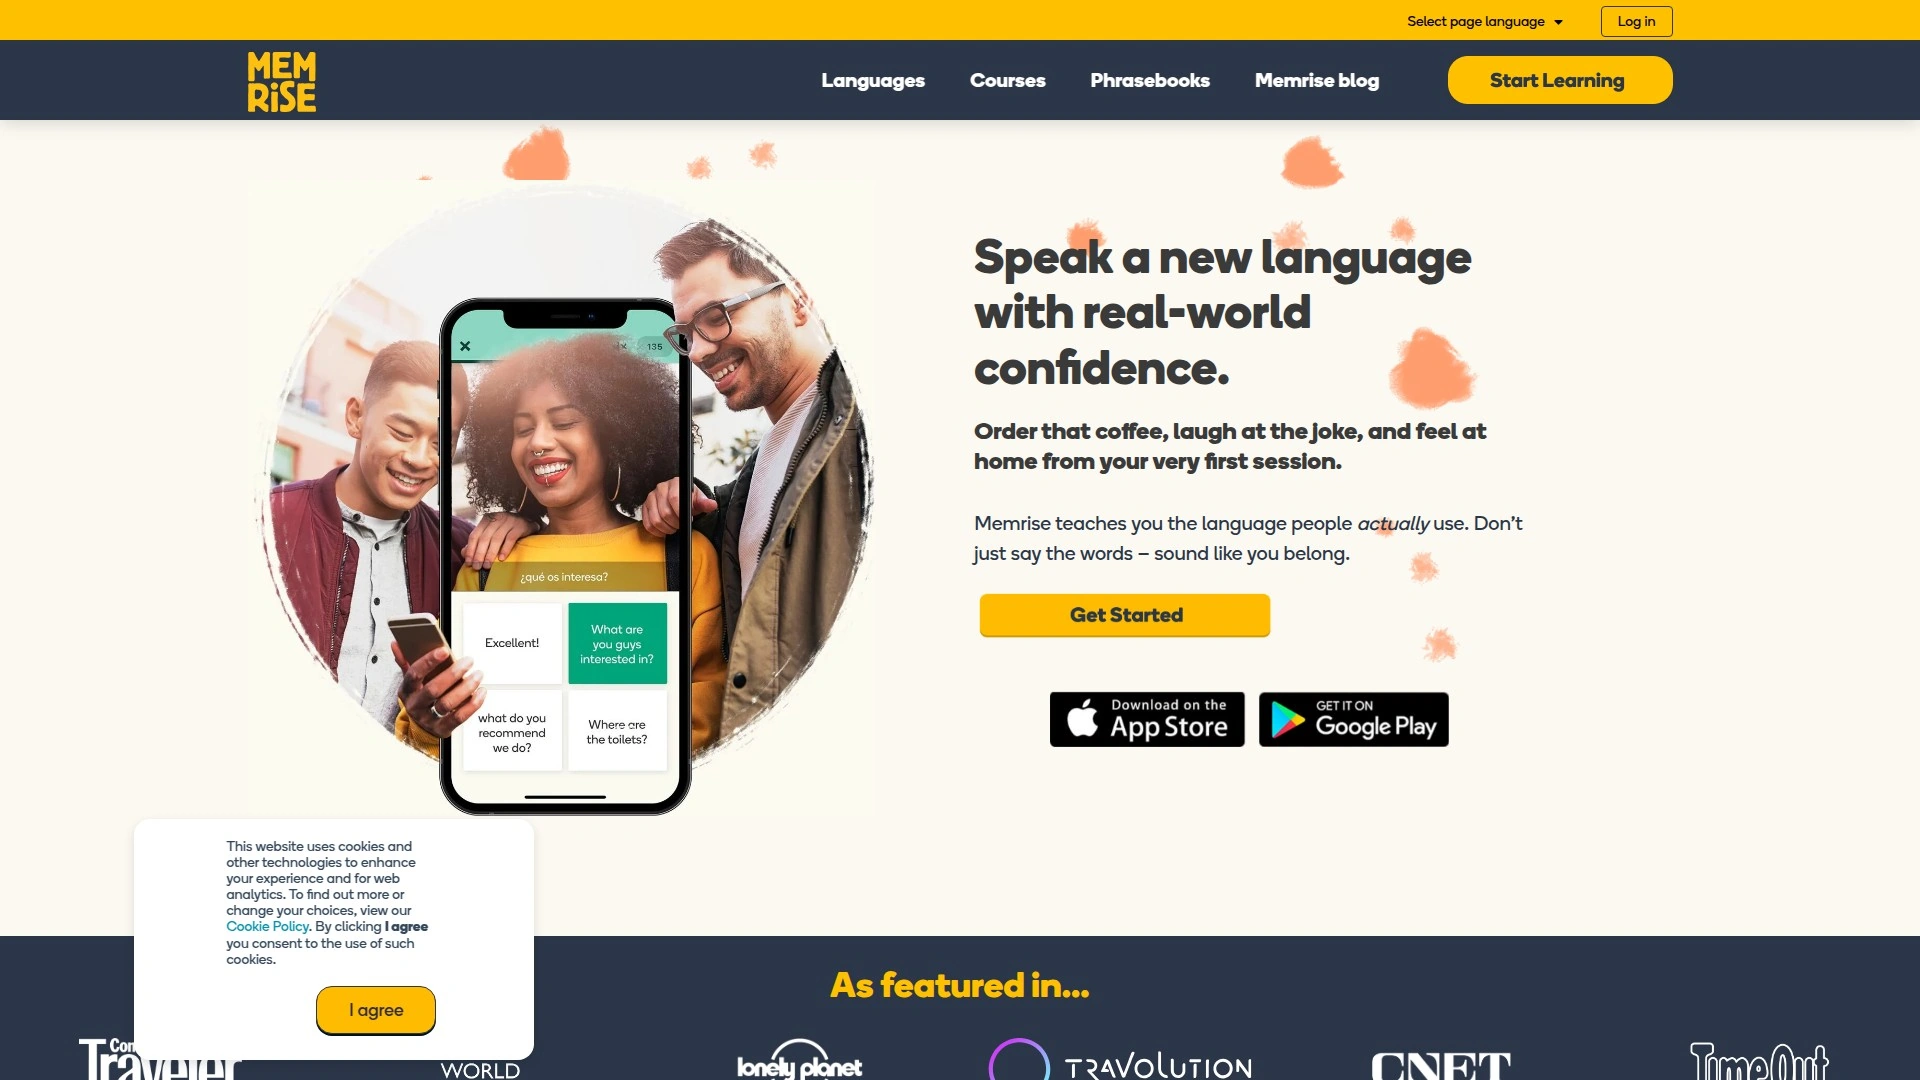 Select page language
Log in
MEM
RiSE
Languages
Courses
Phrasebooks
Memrise blog
Start Learning
135
¿qué os interesa?
Excellent!
What are
you guys
interested in?
what do you
recommend
we do?
Where are
the toilets?
Speak a new language
with real-world
confidence.
Order that coffee, laugh at the joke, and feel at
home from your very first session.
Memrise teaches you the language people actually use. Don’t
just say the words – sound like you belong.
Get Started
Download on the
App Store
GET IT ON
Google Play
This website uses cookies and
other technologies to enhance
your experience and for web
analytics. To find out more or
change your choices, view our
Cookie Policy. By clicking I agree
you consent to the use of such
cookies.
I agree
As featured in...
Traveler
WORLD
lonely planet
TRAVOLUTION
CNET
TimeOut